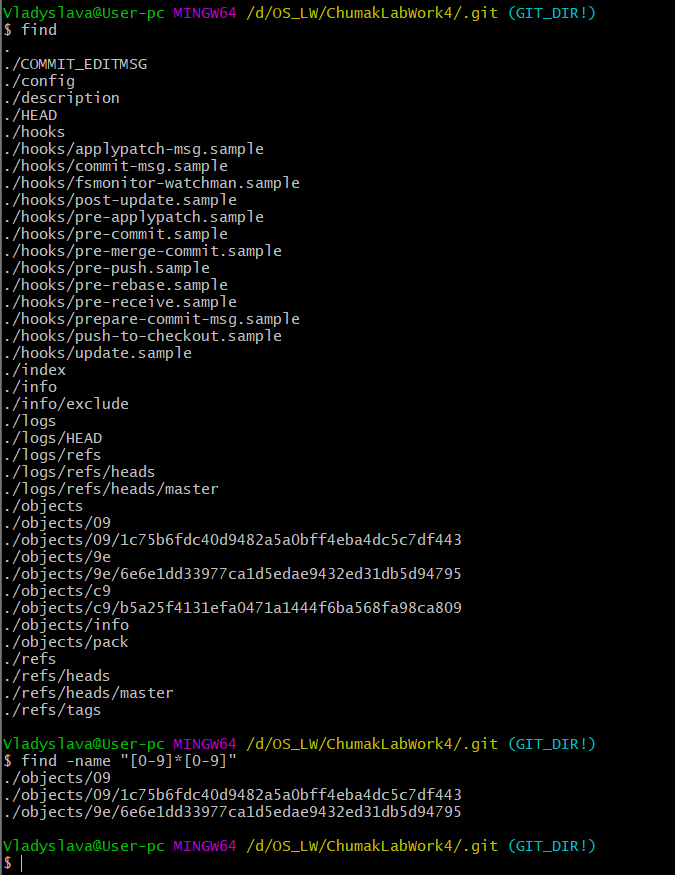 Vladyslava@User-pc MINGW64 /d/OS_LW/ChumakLabWork4/.git (GIT_DIR!)
$ find
.
./COMMIT_EDITMSG
./config
./description
./HEAD
./hooks
./hooks/applypatch-msg.sample
./hooks/commit-msg.sample
./hooks/fsmonitor-watchman.sample
./hooks/post-update.sample
./hooks/pre-applypatch.sample
./hooks/pre-commit.sample
./hooks/pre-merge-commit.sample
./hooks/pre-push.sample
./hooks/pre-rebase.sample
./hooks/pre-receive.sample
./hooks/prepare-commit-msg.sample
./hooks/push-to-checkout.sample
./hooks/update.sample
./index
./info
./info/exclude
./logs
./logs/HEAD
./logs/refs
./logs/refs/heads
./logs/refs/heads/master
./objects
./objects/09
./objects/09/1c75b6fdc40d9482a5a0bff4eba4dc5c7df443
./objects/9e
./objects/9e/6e6e1dd33977ca1d5edae9432ed31db5d94795
./objects/c9
./objects/c9/b5a25f4131efa0471a1444f6ba568fa98ca809
./objects/info
./objects/pack
./refs
./refs/heads
./refs/heads/master
./refs/tags
Vladyslava@User-pc MINGW64 /d/OS_LW/ChumakLabWork4/.git (GIT_DIR!)
$ find -name "[0-9]*[0-9]"
./objects/09
./objects/09/1c75b6fdc40d9482a5a0bff4eba4dc5c7df443
./objects/9e/6e6e1dd33977ca1d5edae9432ed31db5d94795
Vladyslava@User-pc MINGW64 /d/OS_LW/ChumakLabWork4/.git (GIT_DIR!)
$